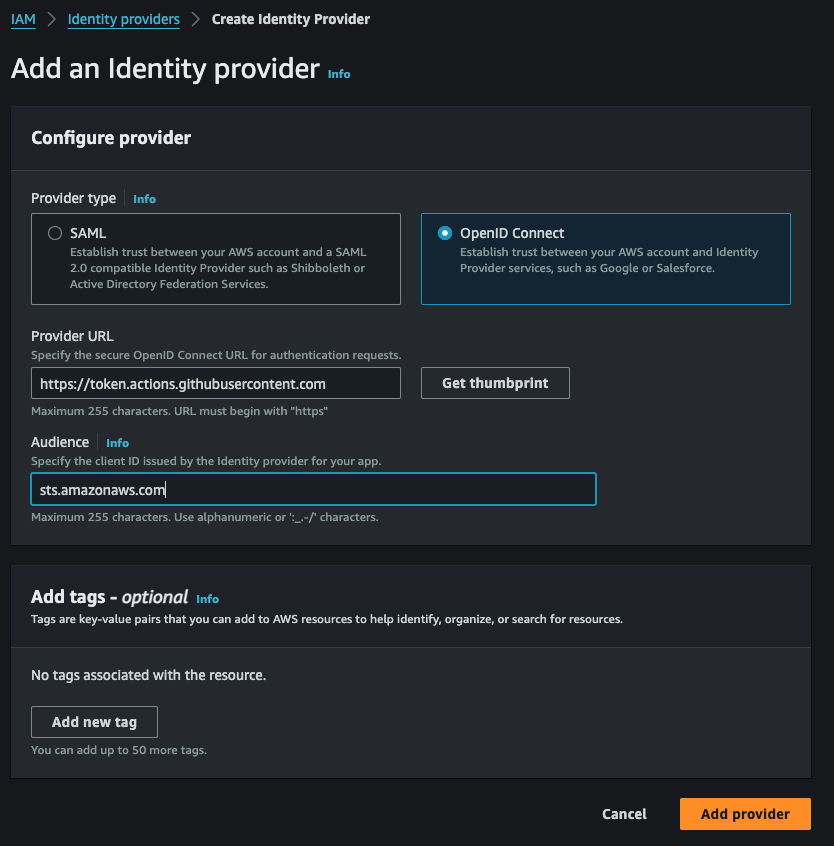 IAM > Identity providers > Create Identity Provider
Add an Identity provider Info
Configure provider
Provider type Info
SAML
Establish trust between your AWS account and a SAML
2.0 compatible Identity Provider such as Shibboleth or
Active Directory Federation Services.
OpenID Connect
Establish trust between your AWS account and Identity
Provider services, such as Google or Salesforce.
Provider URL
Specify the secure OpenID Connect URL for authentication requests.
https://token.actions.githubusercontent.com
Get thumbprint
Maximum 255 characters. URL must begin with "https"
Audience Info
Specify the client ID issued by the Identity provider for your app.
sts.amazonaws.com
Maximum 255 characters. Use alphanumeric or ':_.-/' characters.
Add tags - optional Info
Tags are key-value pairs that you can add to AWS resources to help identify, organize, or search for resources.
No tags associated with the resource.
Add new tag
You can add up to 50 more tags.
Cancel
Add provider